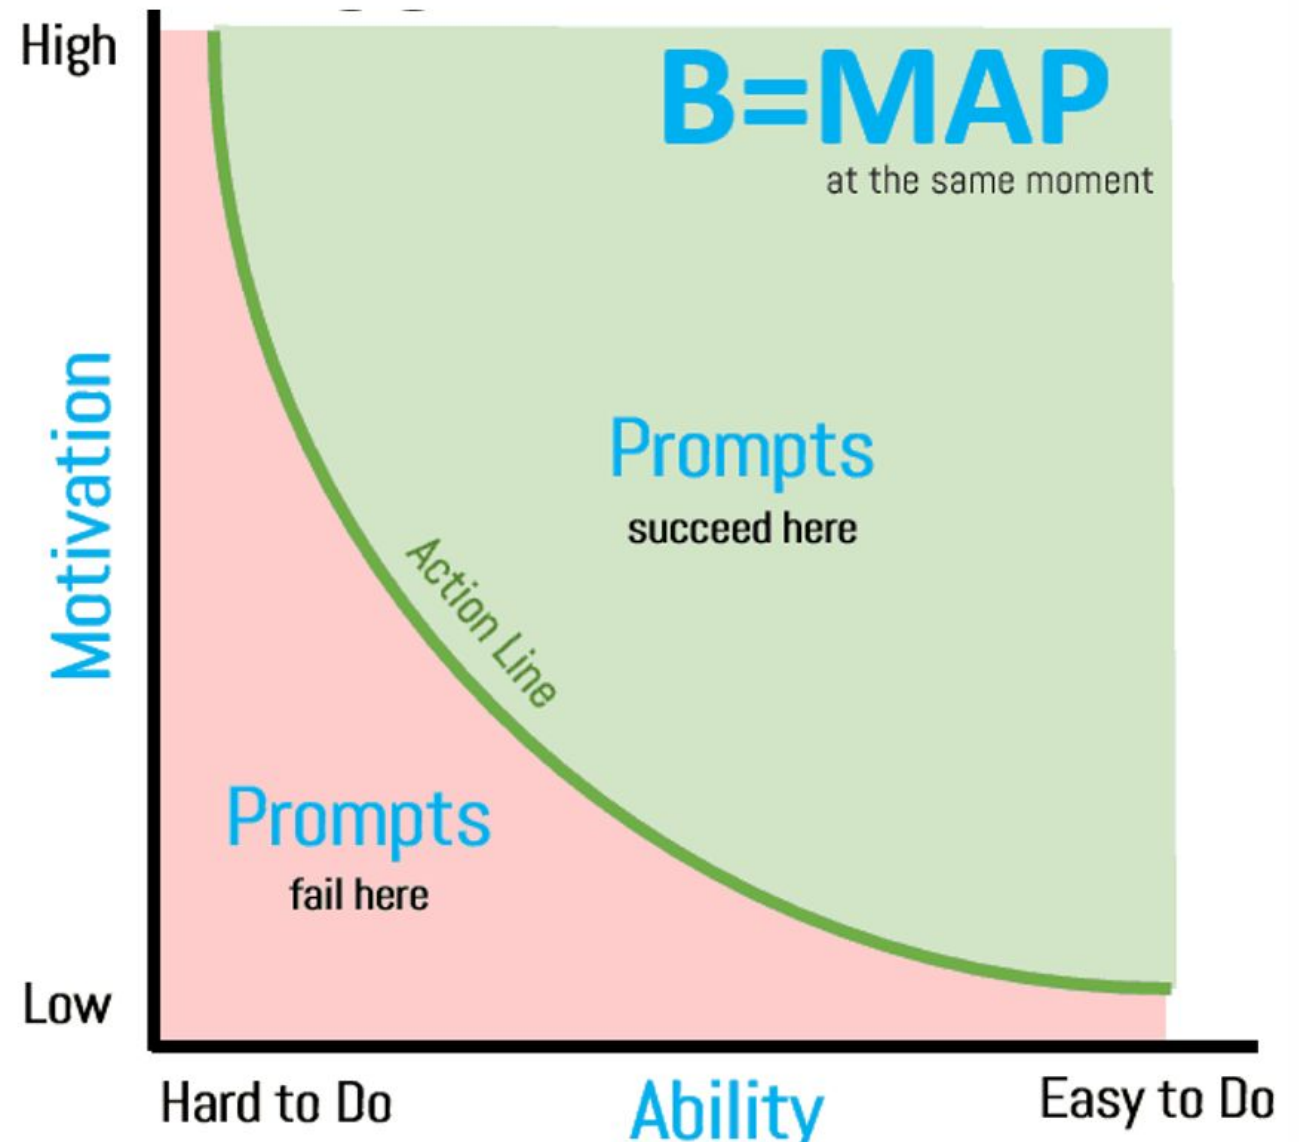 High
B=MAP
at the same moment
Motivation
Prompts
succeed here
Action Line
Prompts
fail here
Low
Hard to Do
Ability
Easy to Do